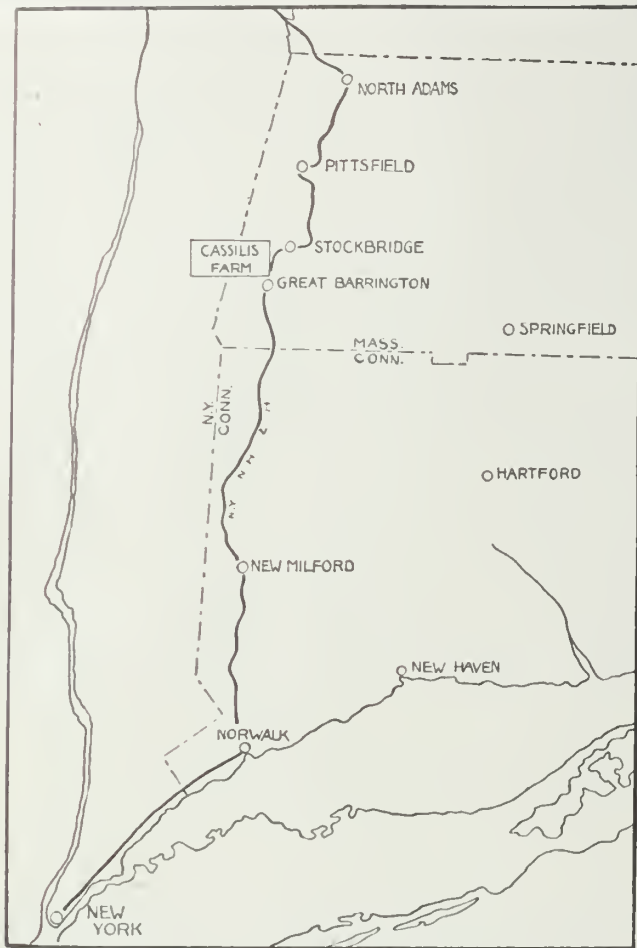 NORTH ADAMS
PITTSFIELD
STOCKBRIDGE
CASSILIS
FARM
GREAT BARRINGTON
SPRINGFIELD
MASS.
CONN.
N.Y.
CONN.
N.Y. N H & H
HARTFORD
NEW MILFORD
NEW HAVEN
NORWALK
NEW
YORK